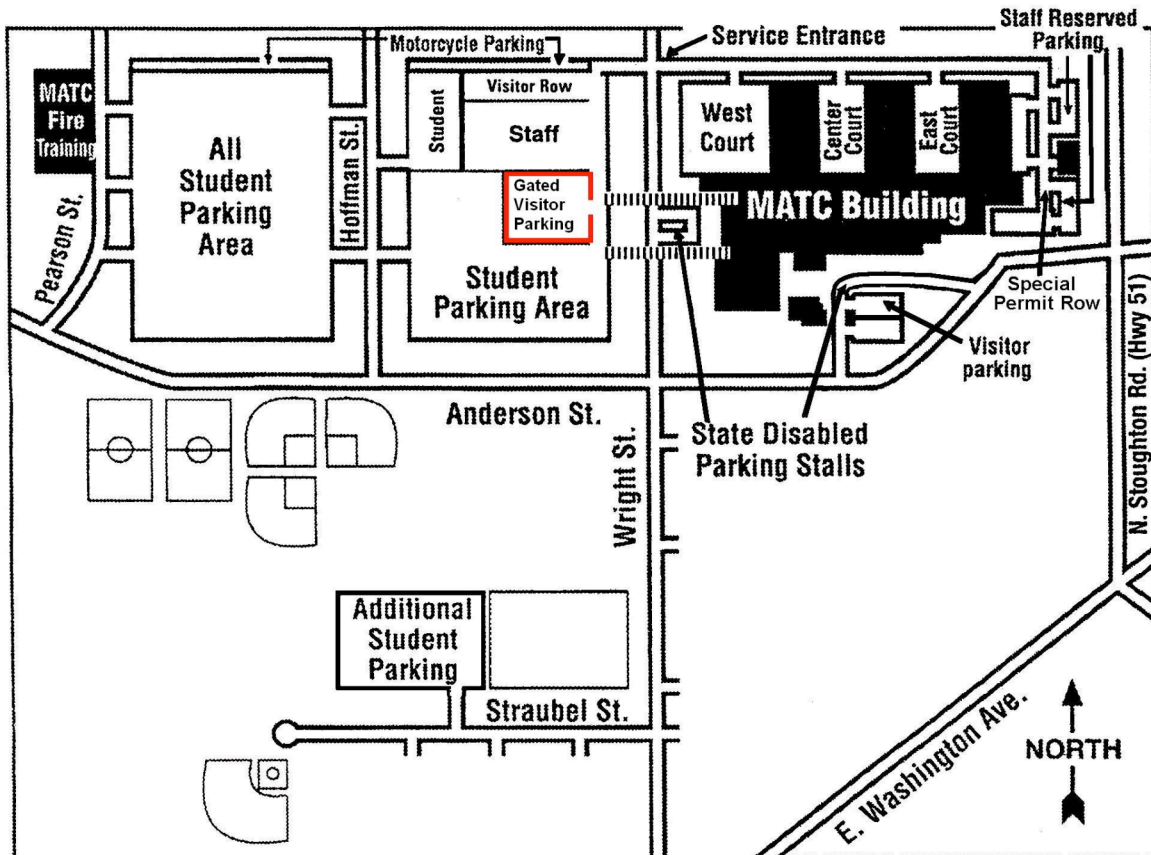 Staff Reserved
Parking
Motorcycle Parking
Service Entrance
MATC
Fire
Training
Visitor Row
Student
Staff
West
Court
Center
Court
East
Court
All
Student
Parking
Area
Hoffman St.
Gated
Visitor
Parking
MATC Building
Pearson St.
Student
Parking Area
Special
Permit Row
Visitor
parking
N. Stoughton Rd. (Hwy 51)
Anderson St.
State Disabled
Parking Stalls
Wright St.
Additional
Student
Parking
Straubel St.
E. Washington Ave.
NORTH